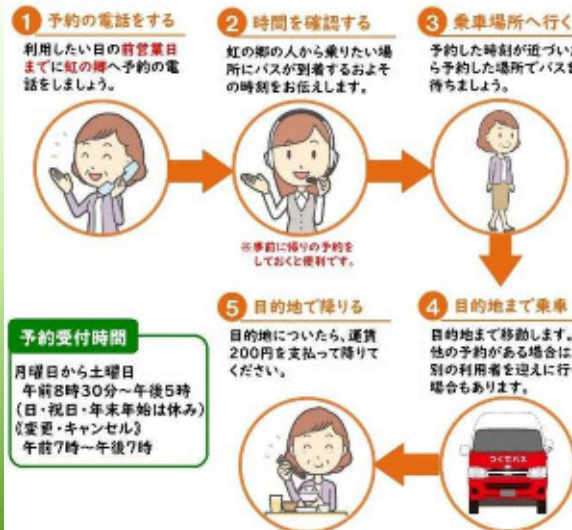 1 予約の電話をする
利用したい日の前営業日
までに虹の郷へ予約の電
話をしましょう。
2 時間を確認する
虹の郷の人から乗りたい場
所にバスが到着するおよそ
の時刻をお伝えします。
※事前に帰りの予約を
しておくと便利です。
3 乗車場所へ行く
予約した時刻が近づいた
ら予約した場所でバスを
待ちましょう。
4 目的地まで乗車
目的地まで移動します。
他の予約がある場合は
別の利用者を迎えに行
場合もあります。
つくでバス
5 目的地で降りる
目的地についたら、運賃
200円を支払って降りて
ください。
予約受付時間
月曜日から土曜日
午前8時30分~午後5時
(日・祝日・年末年始は休み)
《変更・キャンセル》
午前7時~午後7時